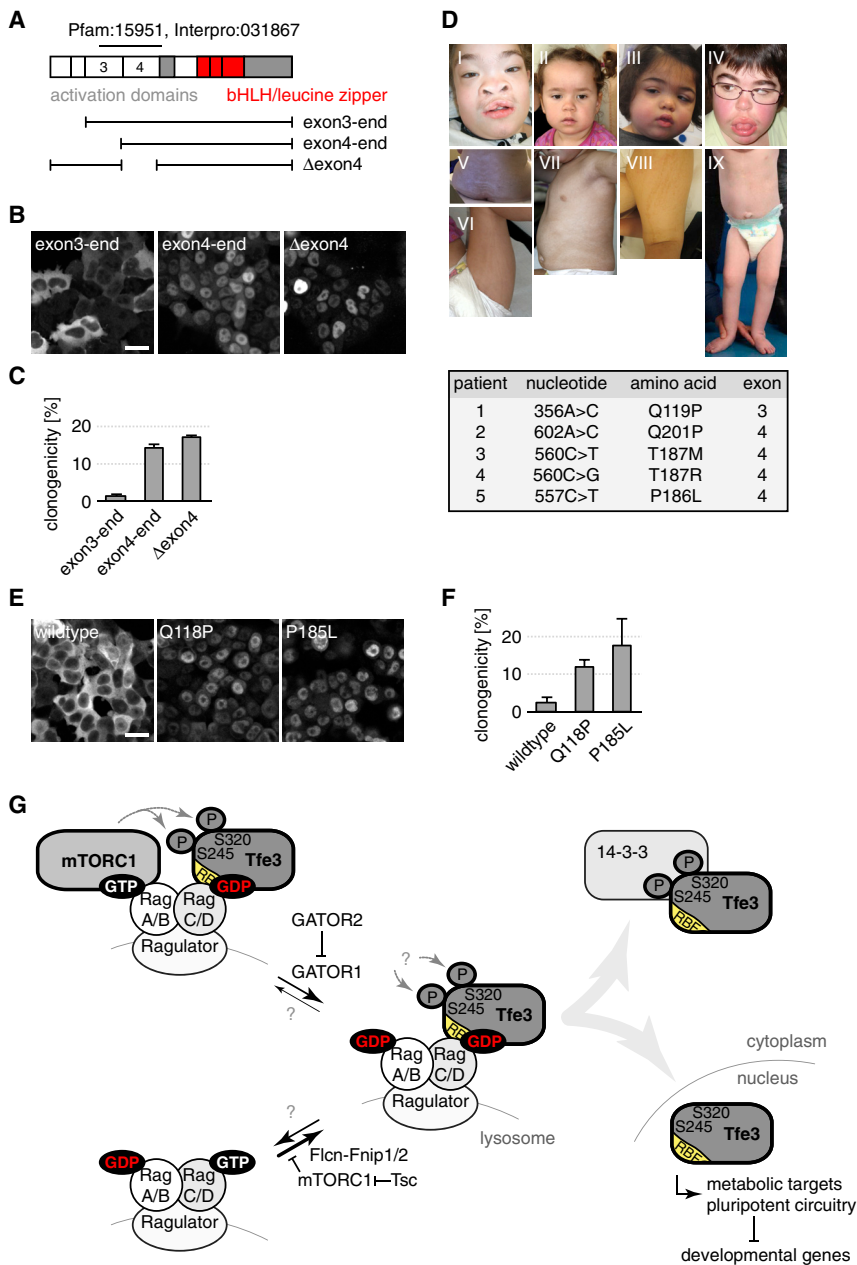 A
Pfam:15951, Interpro:031867
3 4
activation domains bHLH/leucine zipper
exon3-end
exon4-end
Δexon4
B
exon3-end exon4-end Δexon4
C
clonogenicity [%]
20
10
0
exon3-end
exon4-end
Δexon4
D
I II III IV
V VII VIII IX
VI
patient nucleotide amino acid exon
1 356A>C Q119P 3
2 602A>C Q201P 4
3 560C>T T187M 4
4 560C>G T187R 4
5 557C>T P186L 4
E
wildtype Q118P P185L
F
clonogenicity [%]
20
10
0
wildtype
Q118P
P185L
G
mTORC1
GTP
P
P
S320
S245
Tfe3
GDP
Rag A/B
Rag C/D
Ragulator
GATOR2
GATOR1
?
?
P
P
S320
S245
Tfe3
GDP
GDP
Rag A/B
Rag C/D
Ragulator
lysosome
?
Flcn-Fnip1/2
mTORC1 Tsc
GDP
GTP
Rag A/B
Rag C/D
Ragulator
14-3-3
P
P
S320
S245
Tfe3
cytoplasm
nucleus
S320
S245
Tfe3
metabolic targets
pluripotent circuitry
developmental genes